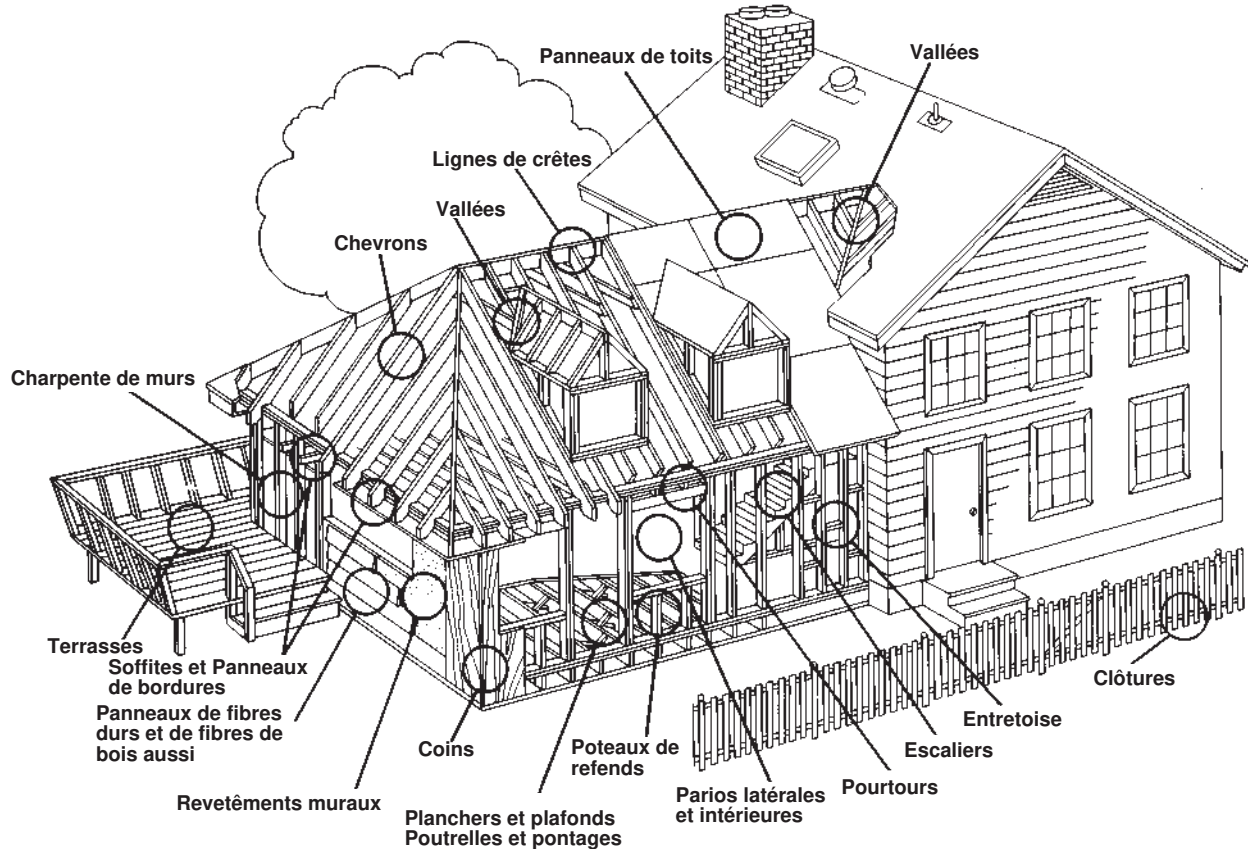 Panneaux de toits
Vallées
Lignes de crêtes
Vallées
Chevrons
Charpente de murs
Terrasses
Soffites et Panneaux
de bordures
Panneaux de fibres
durs et de fibres de
bois aussi
Revetêments muraux
Coins
Planchers et plafonds
Poutrelles et pontages
Poteaux de
refends
Parios latérales
et intérieures
Pourtours
Escaliers
Entretoise
Clôtures